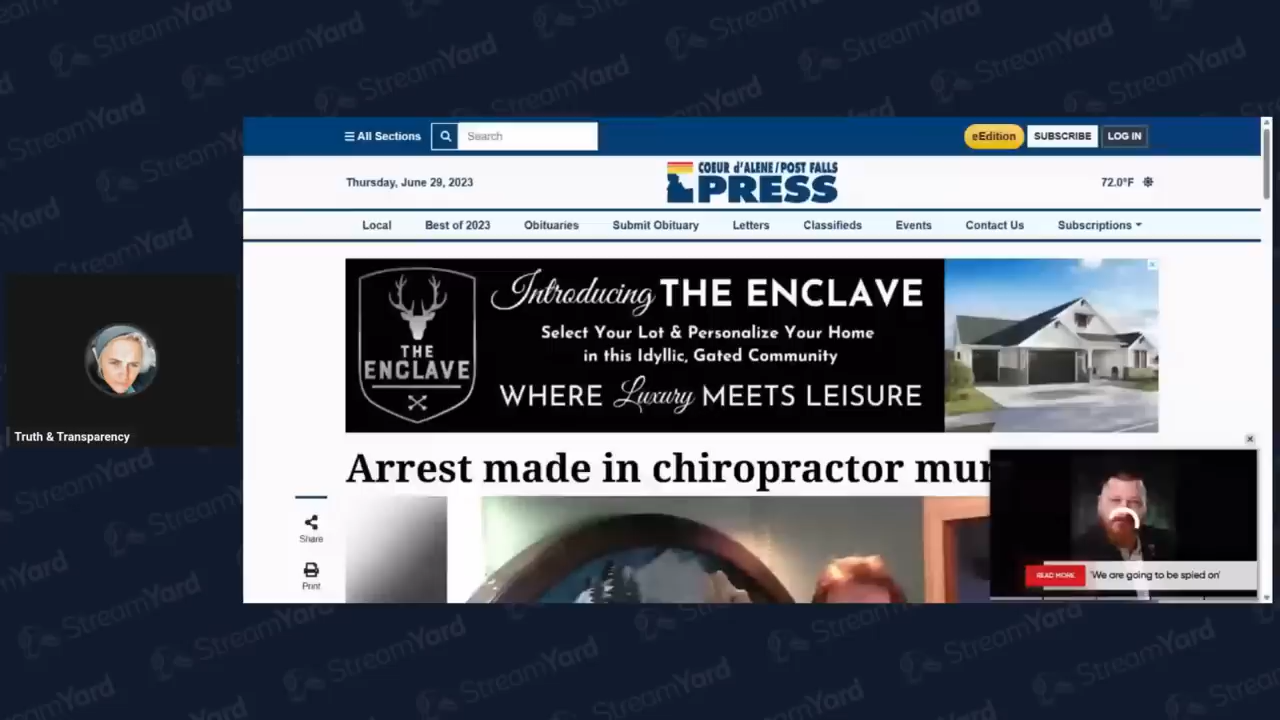 StreamYard
All Sections
Search
eEdition
SUBSCRIBE
LOG IN
Thursday, June 29, 2023
COEUR d'ALENE / POST FALLS
PRESS
72.0°F
Local
Best of 2023
Obituaries
Submit Obituary
Letters
Classifieds
Events
Contact Us
Subscriptions
THE
ENCLAVE
Introducing THE ENCLAVE
Select Your Lot & Personalize Your Home
in this Idyllic, Gated Community
WHERE Luxury MEETS LEISURE
Truth & Transparency
Arrest made in chiropractor mur
Share
Print
READ MORE
'We are going to be spied on'